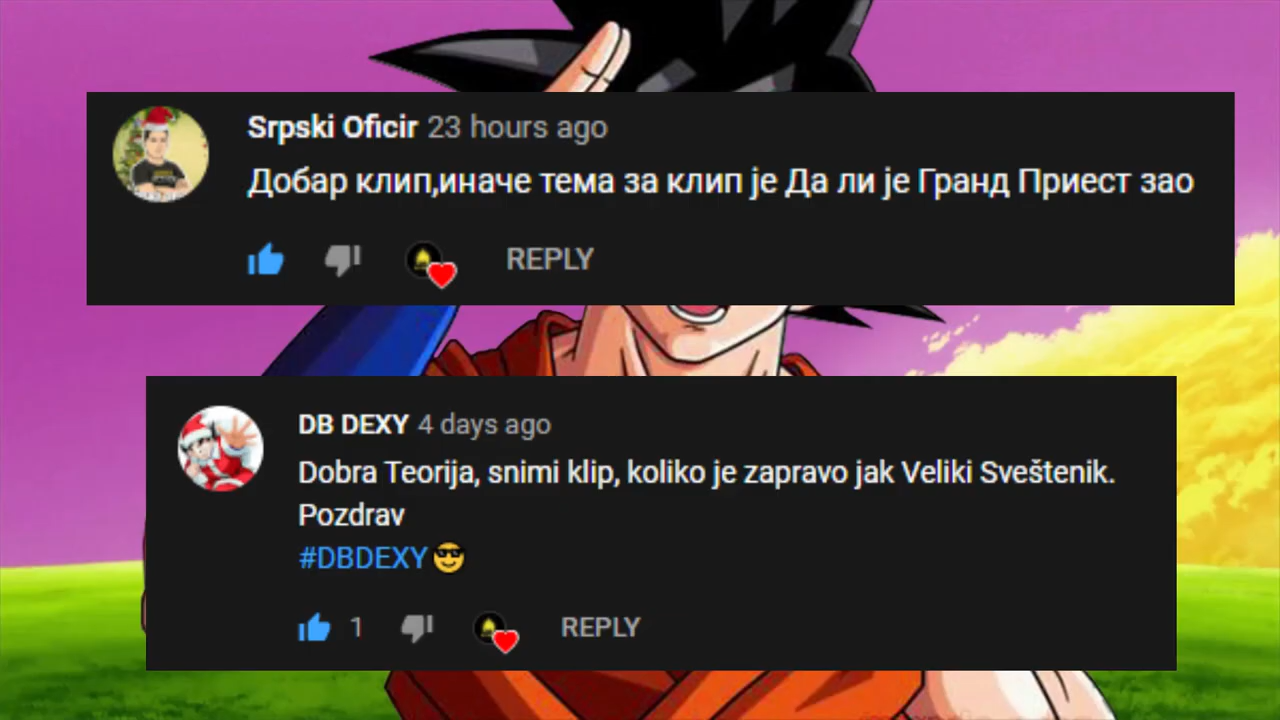 Srpski Oficir 23 hours ago
Добар клип,иначе тема за клип је Да ли је Гранд Приест зао
REPLY
DB DEXY 4 days ago
Dobra Teorija, snimi klip, koliko je zapravo jak Veliki Sveštenik.
Pozdrav
#DBDEXY😎
1 REPLY